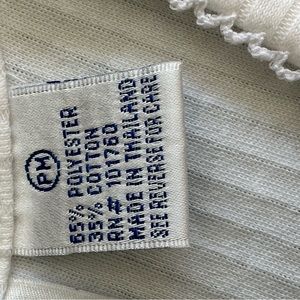 PM
65% POLYESTER
35% COTTON
RN# 101760
MADE IN THAILAND
SEE REVERSE FOR CARE